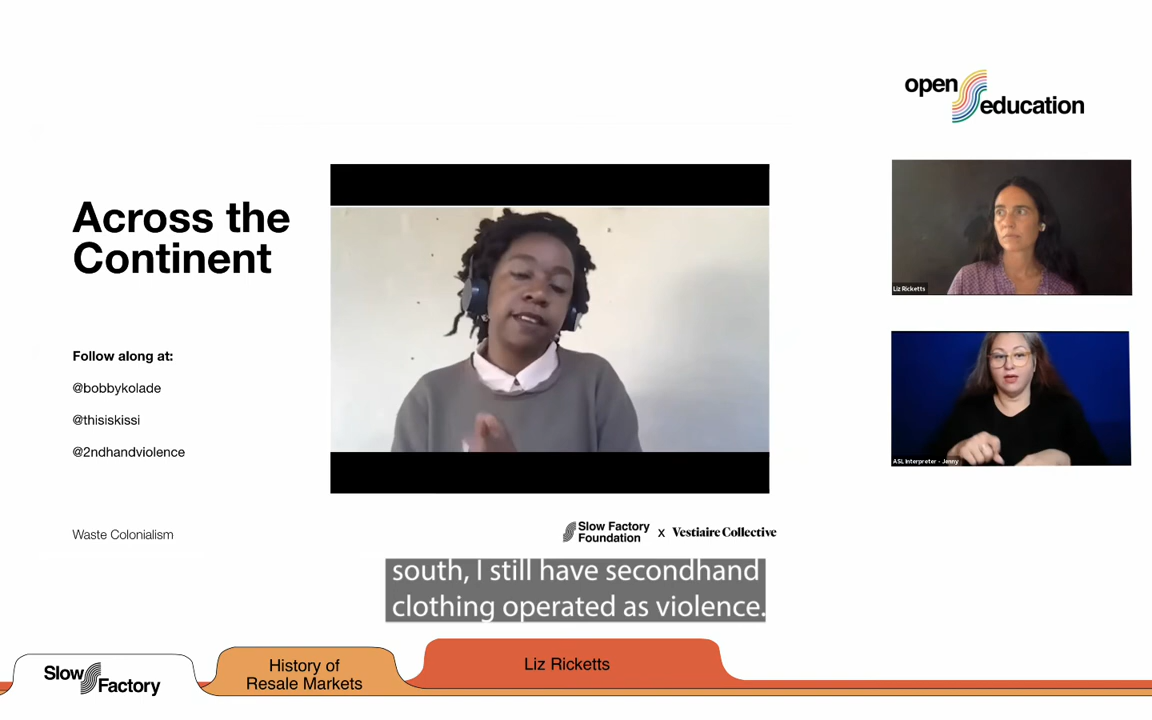 open
education
Across the
Continent
Follow along at:
@bobbykolade
@thisiskissi
@2ndhandviolence
Waste Colonialism
Liz Ricketts
ASL Interpreter - Jenny
Slow Factory
Foundation x Vestiaire Collective
south, I still have secondhand
clothing operated as violence.
Slow
Factory
History of
Resale Markets
Liz Ricketts